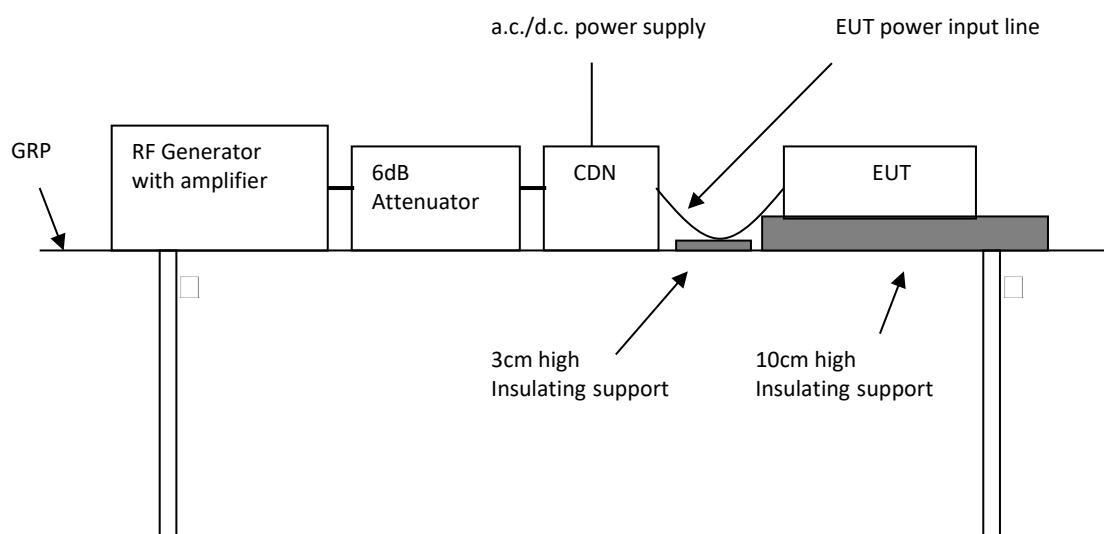 a.c./d.c. power supply
EUT power input line
GRP
RF Generator
with amplifier
6dB
Attenuator
CDN
EUT
3cm high
Insulating support
10cm high
Insulating support